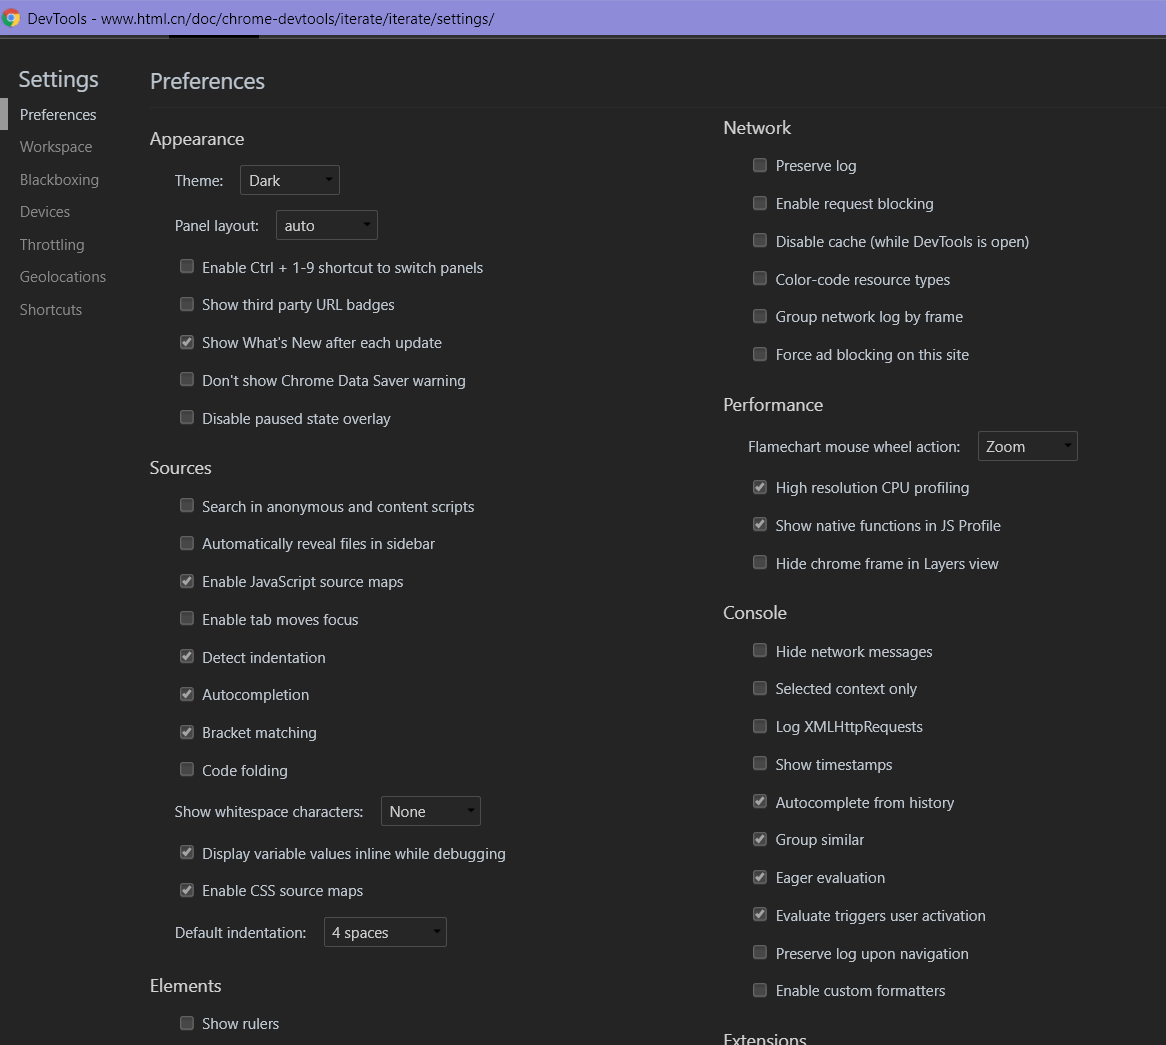 DevTools - www.html.cn/doc/chrome-devtools/iterate/iterate/settings/
Settings
Preferences
Workspace
Blackboxing
Devices
Throttling
Geolocations
Shortcuts
Preferences
Appearance
Theme: Dark
Panel layout: auto
Enable Ctrl + 1-9 shortcut to switch panels
Show third party URL badges
Show What's New after each update
Don't show Chrome Data Saver warning
Disable paused state overlay
Sources
Search in anonymous and content scripts
Automatically reveal files in sidebar
Enable JavaScript source maps
Enable tab moves focus
Detect indentation
Autocompletion
Bracket matching
Code folding
Show whitespace characters: None
Display variable values inline while debugging
Enable CSS source maps
Default indentation: 4 spaces
Elements
Show rulers
Network
Preserve log
Enable request blocking
Disable cache (while DevTools is open)
Color-code resource types
Group network log by frame
Force ad blocking on this site
Performance
Flamechart mouse wheel action: Zoom
High resolution CPU profiling
Show native functions in JS Profile
Hide chrome frame in Layers view
Console
Hide network messages
Selected context only
Log XMLHttpRequests
Show timestamps
Autocomplete from history
Group similar
Eager evaluation
Evaluate triggers user activation
Preserve log upon navigation
Enable custom formatters
Extensions